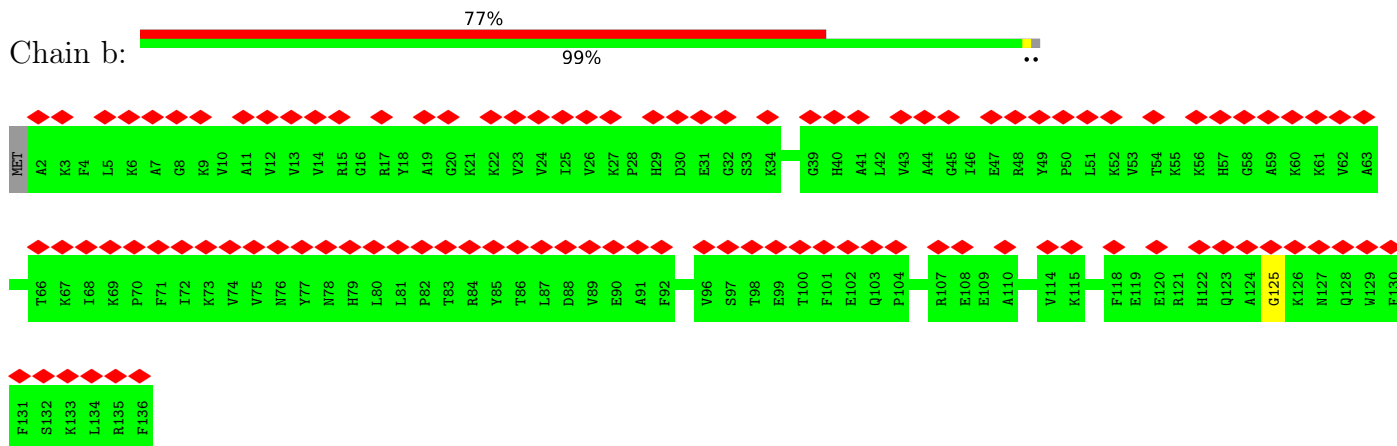 77%
Chain b:
99%
..
MET A2 K3 F4 L5 K6 A7 G8 K9 V10 A11 V12 V13 V14 R15 G16 R17 Y18 A19 G20 K21 K22 V23 V24 I25 V26 K27 P28 H29 D30 E31 G32 S33 K34 G39 H40 A41 L42 V43 A44 G45 I46 E47 R48 Y49 P50 L51 K52 V53 T54 K55 K56 H57 G58 A59 K60 K61 V62 A63
T66 K67 I68 K69 P70 F71 I72 K73 V74 V75 N76 Y77 N78 H79 L80 L81 P82 T83 R84 Y85 T86 L87 D88 V89 E90 A91 F92 V96 S97 T98 E99 T100 F101 E102 Q103 P104 R107 E108 E109 A110 V114 K115 F118 E119 E120 R121 H122 Q123 A124 G125 K126 N127 Q128 W129 F130
F131 S132 K133 L134 R135 F136